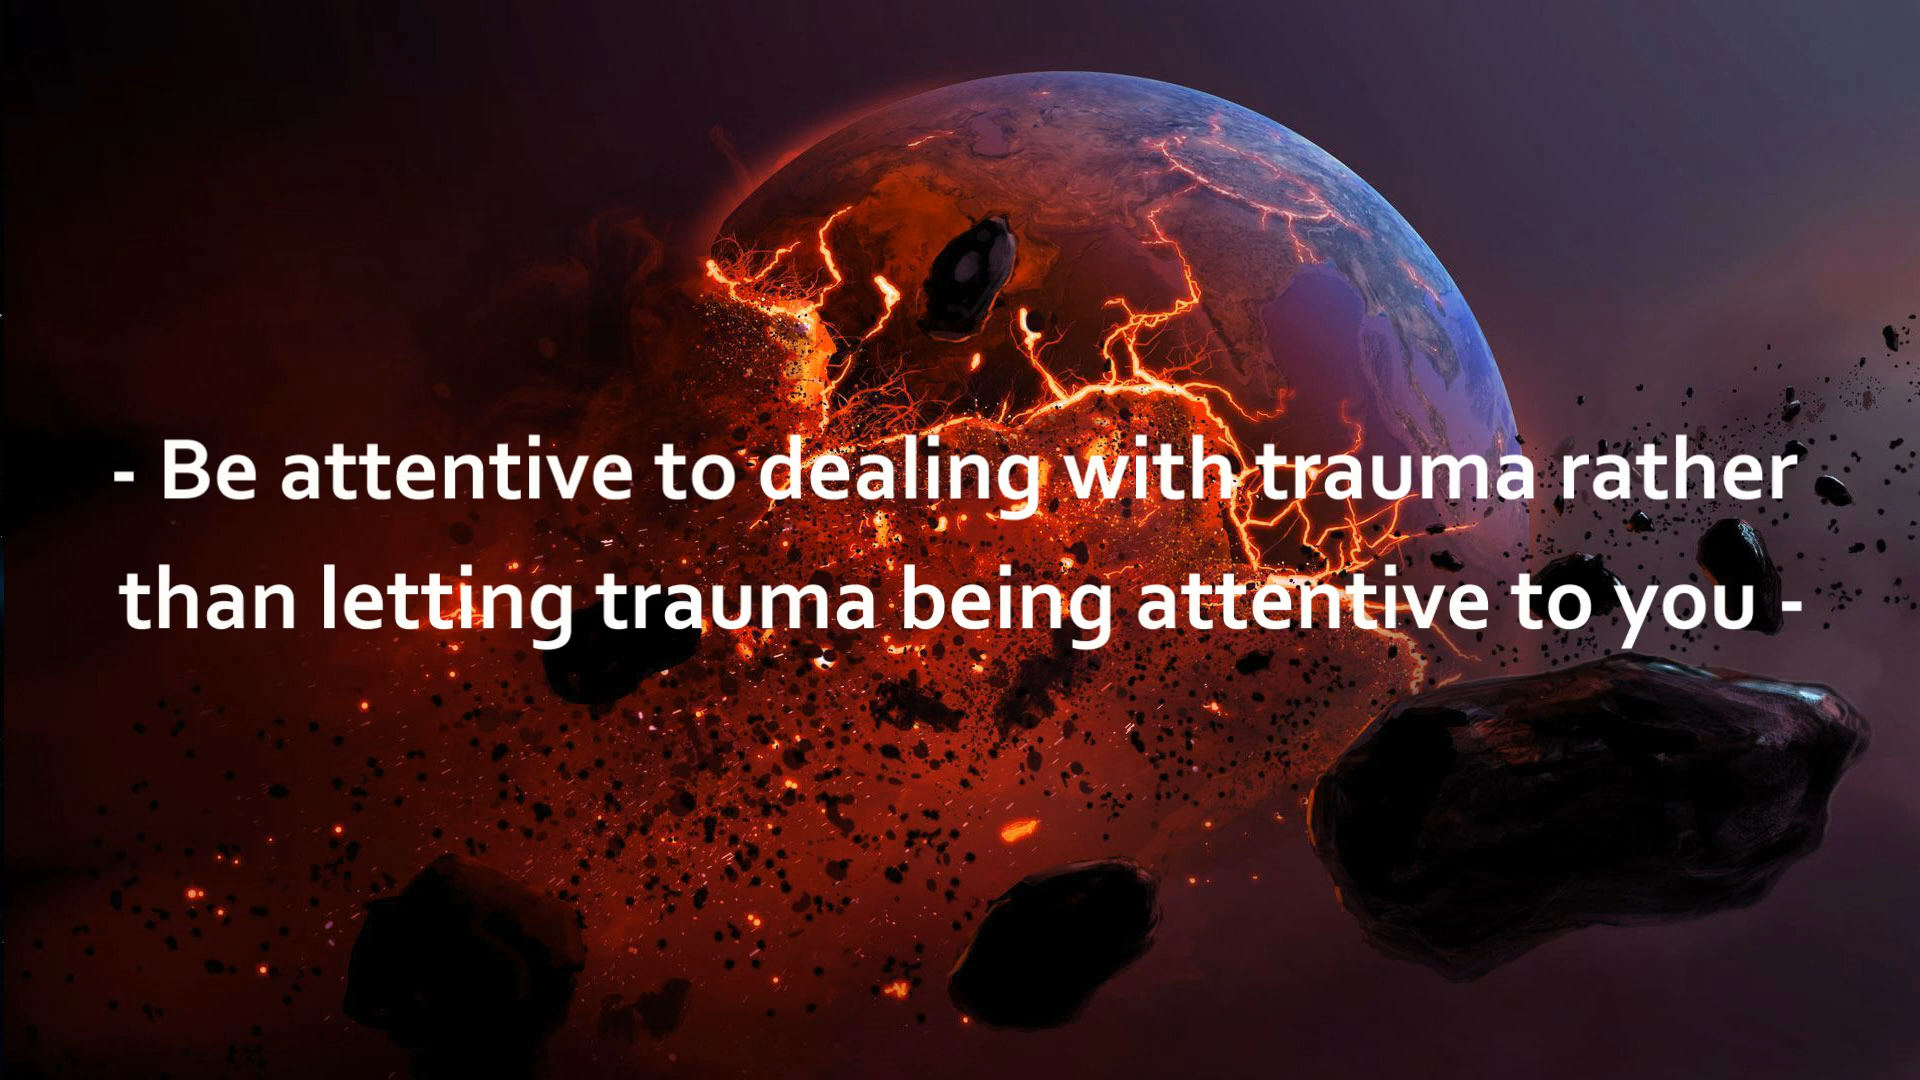 - Be attentive to dealing with trauma rather
than letting trauma being attentive to you -